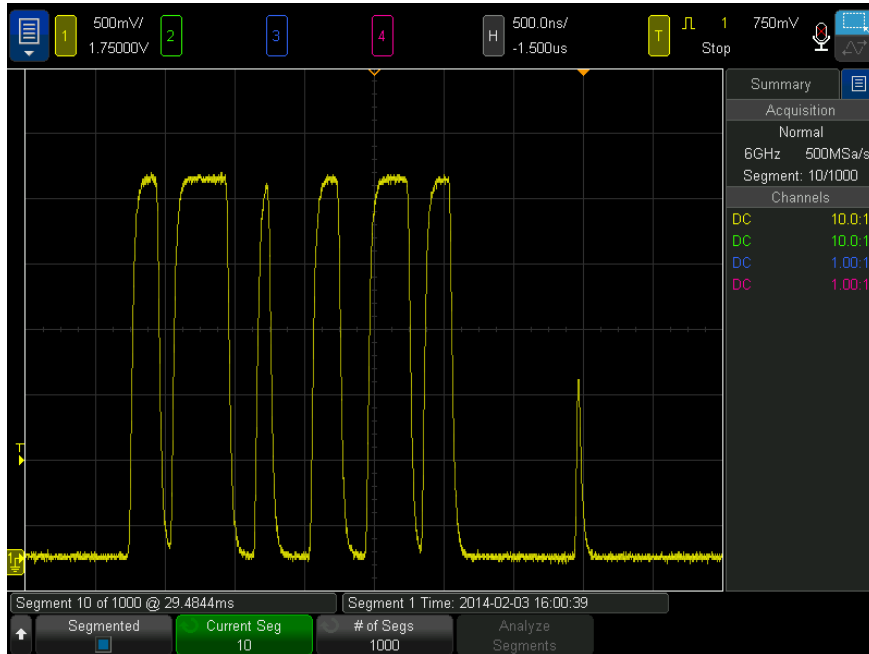 1 500mV/ 1.75000V 2 3 4 H 500.0ns/ -1.500us T 1 750mV Stop
Summary
Acquisition
Normal
6GHz 500MSa/s
Segment: 10/1000
Channels
DC 10.0:1
DC 10.0:1
DC 1.00:1
DC 1.00:1
T
1
Segment 10 of 1000 @ 29.4844ms Segment 1 Time: 2014-02-03 16:00:39
Segmented Current Seg # of Segs Analyze
10 1000 Segments